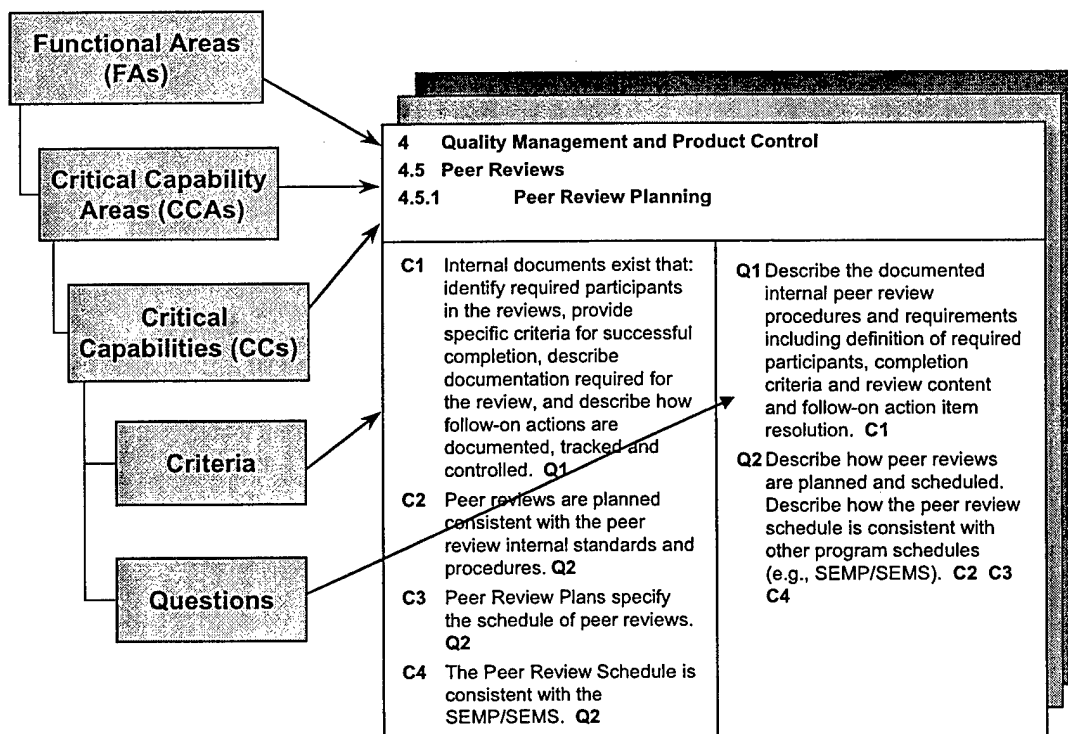 Functional Areas
(FAs)
Critical Capability
Areas (CCAs)
Critical
Capabilities (CCs)
Criteria
Questions
4 Quality Management and Product Control
4.5 Peer Reviews
4.5.1 Peer Review Planning
C1 Internal documents exist that:
identify required participants
in the reviews, provide
specific criteria for successful
completion, describe
documentation required for
the review, and describe how
follow-on actions are
documented, tracked and
controlled. Q1
C2 Peer reviews are planned
consistent with the peer
review internal standards and
procedures. Q2
C3 Peer Review Plans specify
the schedule of peer reviews.
Q2
C4 The Peer Review Schedule is
consistent with the
SEMP/SEMS. Q2
Q1 Describe the documented
internal peer review
procedures and requirements
including definition of required
participants, completion
criteria and review content
and follow-on action item
resolution. C1
Q2 Describe how peer reviews
are planned and scheduled.
Describe how the peer review
schedule is consistent with
other program schedules
(e.g., SEMP/SEMS). C2 C3
C4